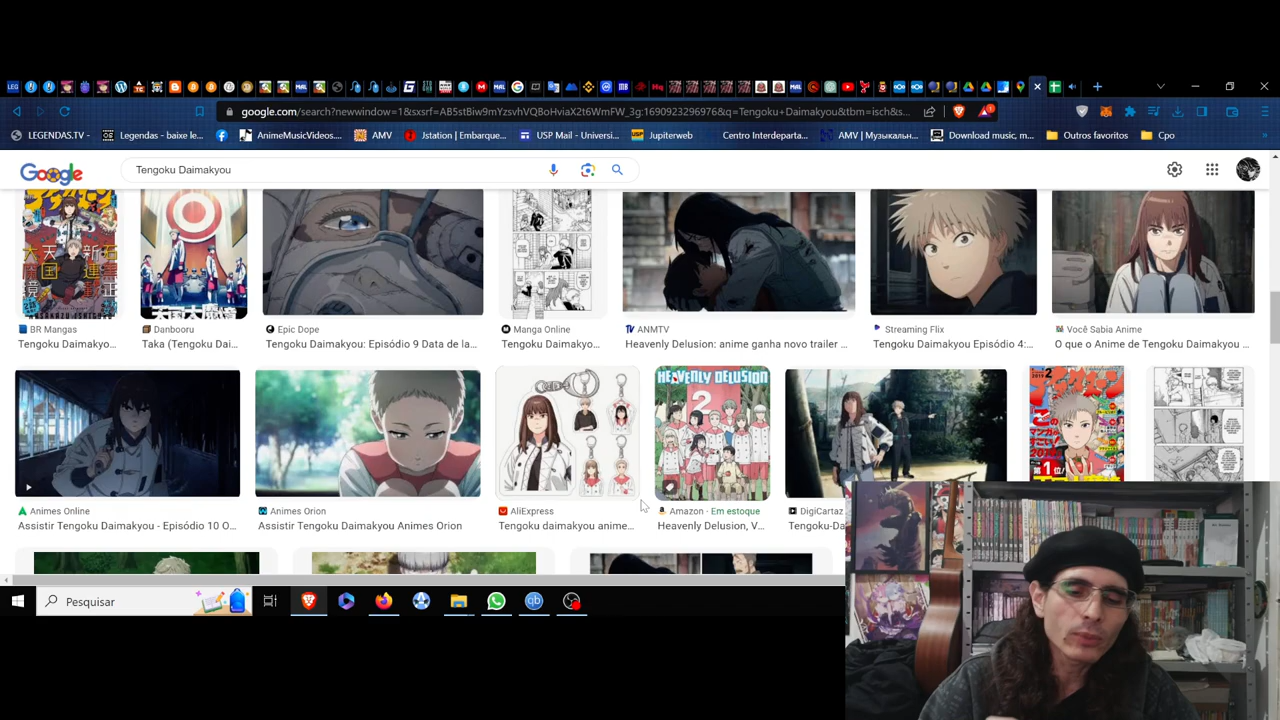 LEGENDAS.TV -
Legendas - baixe le...
AnimeMusicVideos....
AMV
Jstation | Embarque...
USP Mail - Universi...
Jupiterweb
Centro Interdeparta...
AMV | Музыкальн...
Download music, m...
Outros favoritos
Cpo
google.com/search?newwindow=1&sxsrf=AB5stBiw9mYzsvhVQBoHviaX2t6WmFW_3g:1690923296976&q=Tengoku+Daimakyou&tbm=isch&s...
Google
Tengoku Daimakyou
HEAVENLY DELUSION
2
BR Mangas
Tengoku Daimakyo...
Danbooru
Taka (Tengoku Dai...
Epic Dope
Tengoku Daimakyou: Episódio 9 Data de la...
Manga Online
Tengoku Daimakyo...
ANMTV
Heavenly Delusion: anime ganha novo trailer ...
Streaming Flix
Tengoku Daimakyou Episódio 4:...
Você Sabia Anime
O que o Anime de Tengoku Daimakyou ...
Animes Online
Assistir Tengoku Daimakyou - Episódio 10 O...
Animes Orion
Assistir Tengoku Daimakyou Animes Orion
AliExpress
Tengoku daimakyou anime...
Amazon · Em estoque
Heavenly Delusion, V...
DigiCartaz
Tengoku-Da
Pesquisar